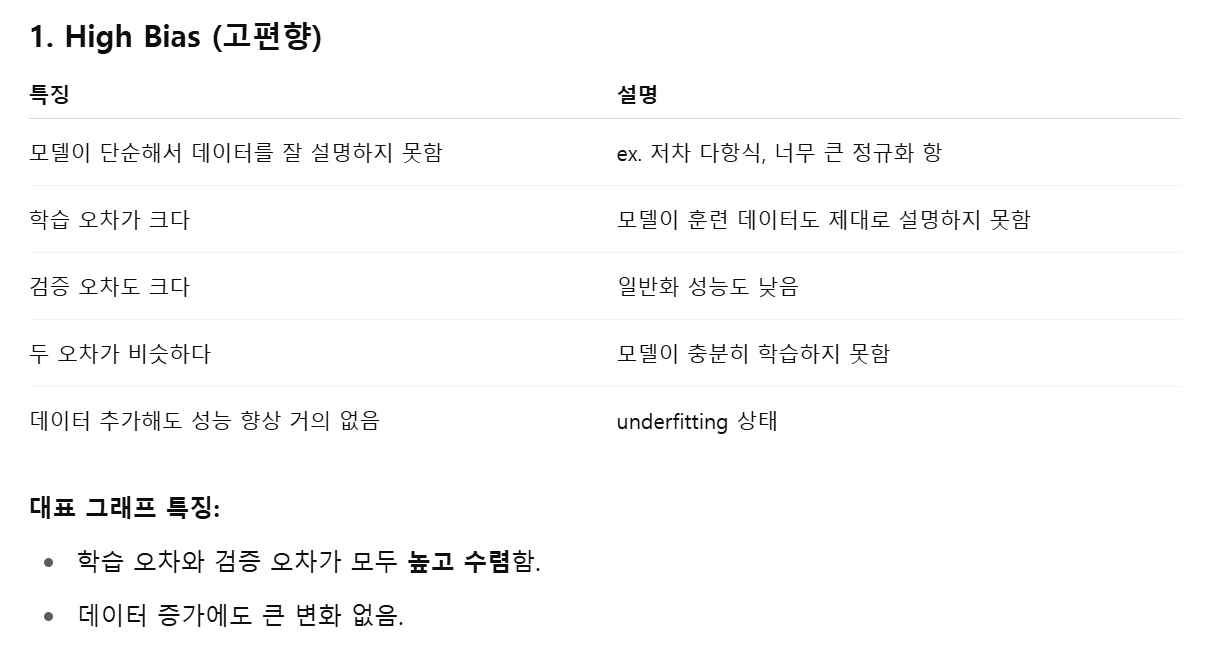 1. High Bias (고편향)
특징 설명
모델이 단순해서 데이터를 잘 설명하지 못함 ex. 저차 다항식, 너무 큰 정규화 항
학습 오차가 크다 모델이 훈련 데이터도 제대로 설명하지 못함
검증 오차도 크다 일반화 성능도 낮음
두 오차가 비슷하다 모델이 충분히 학습하지 못함
데이터 추가해도 성능 향상 거의 없음 underfitting 상태
대표 그래프 특징:
• 학습 오차와 검증 오차가 모두 높고 수렴함.
• 데이터 증가에도 큰 변화 없음.